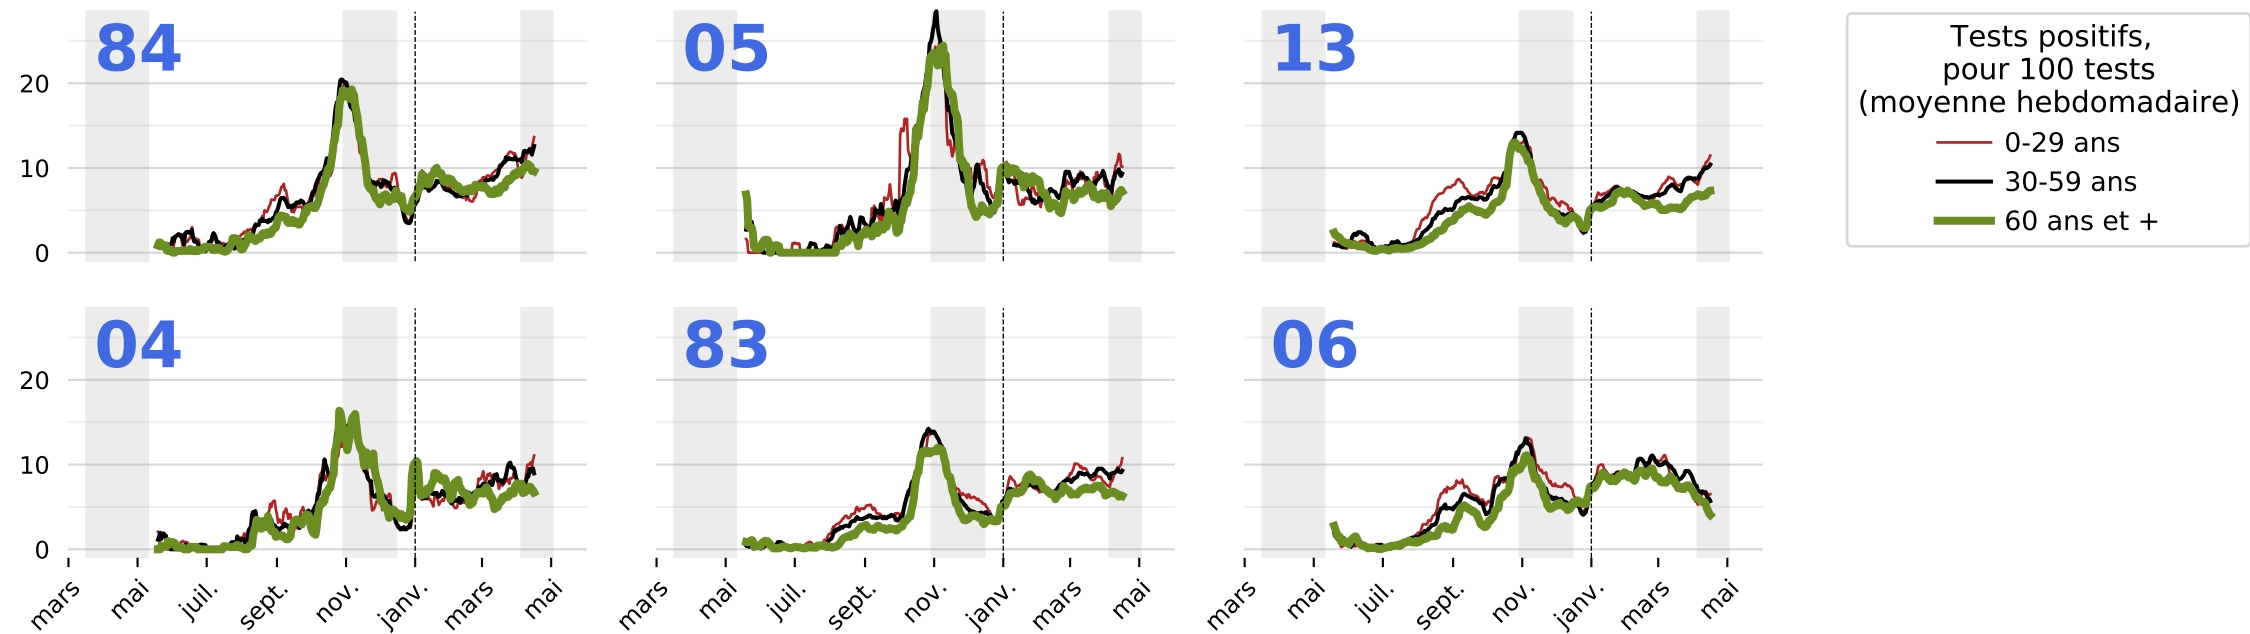 84
05
13
Tests positifs,
pour 100 tests
(moyenne hebdomadaire)
0-29 ans
30-59 ans
60 ans et +
20
10
0
04
83
06
20
10
0
mars mai juil. sept. nov. janv. mars mai
mars mai juil. sept. nov. janv. mars mai
mars mai juil. sept. nov. janv. mars mai